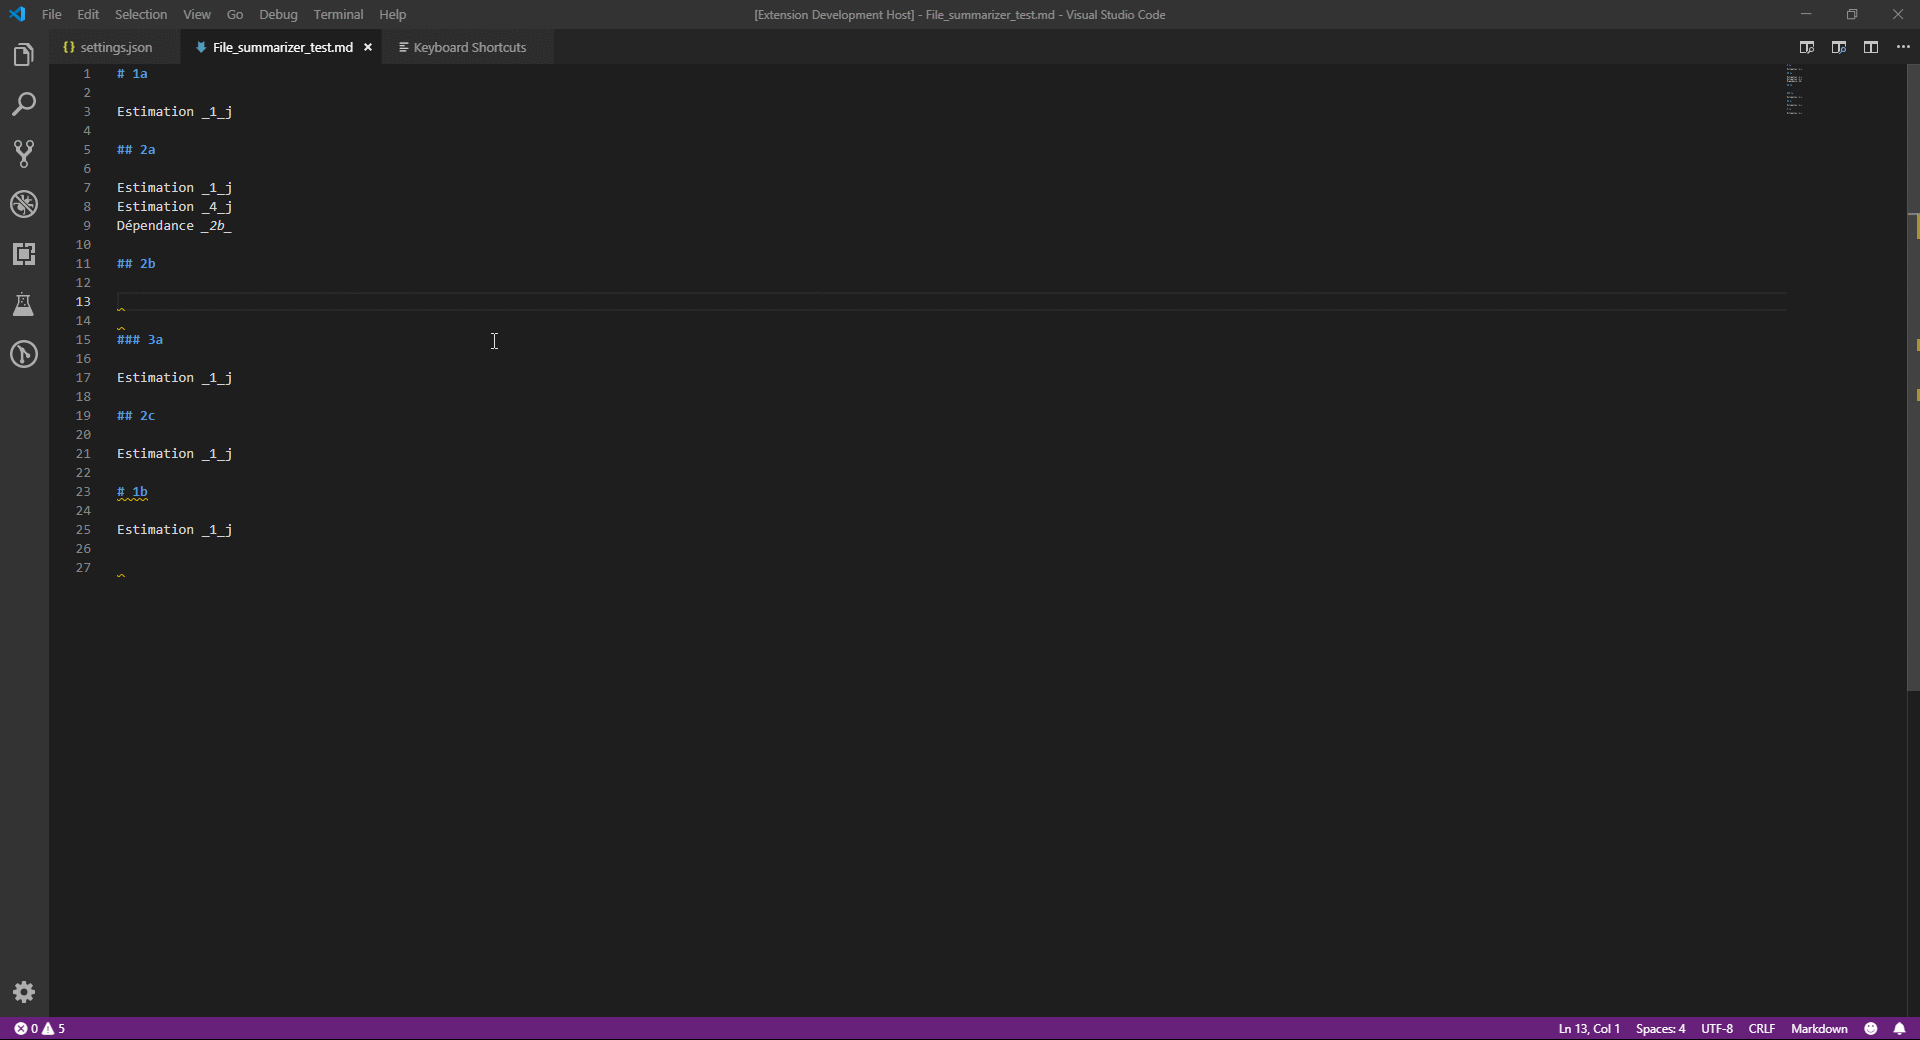 File Edit Selection View Go Debug Terminal Help [Extension Development Host] - File_summarizer_test.md - Visual Studio Code
{} settings.json File_summarizer_test.md × Keyboard Shortcuts
1 # 1a
2
3 Estimation _1_j
4
5 ## 2a
6
7 Estimation _1_j
8 Estimation _4_j
9 Dépendance _2b_
10
11 ## 2b
12
13
14
15 ### 3a
16
17 Estimation _1_j
18
19 ## 2c
20
21 Estimation _1_j
22
23 # 1b
24
25 Estimation _1_j
26
27
0 5 Ln 13, Col 1 Spaces: 4 UTF-8 CRLF Markdown